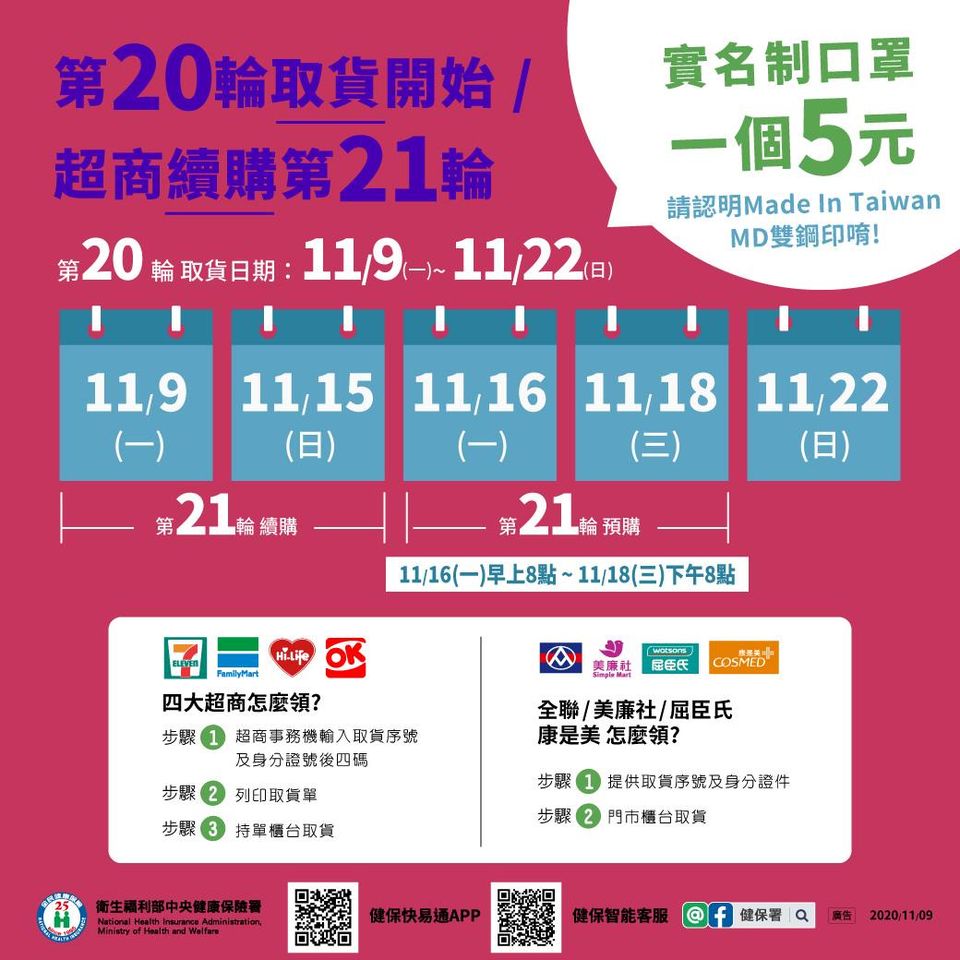 第20輪取貨開始/
超商續購第21輪
實名制口罩
一個5元
請認明Made In Taiwan
MD雙鋼印唷!
第20輪 取貨日期：11/9(一)~ 11/22(日)
11/9
(一)
11/15
(日)
11/16
(一)
11/18
(三)
11/22
(日)
第21輪 續購
第21輪 預購
11/16(一)早上8點 ~ 11/18(三)下午8點
7
ELEVEN
FamilyMart
Hi-Life
OK
四大超商怎麼領?
步驟 1 超商事務機輸入取貨序號
及身分證號後四碼
步驟 2 列印取貨單
步驟 3 持單櫃台取貨
美廉社
Simple Mart
watsons
屈臣氏
康是美
COSMED
全聯/美廉社/屈臣氏
康是美 怎麼領?
步驟 1 提供取貨序號及身分證件
步驟 2 門市櫃台取貨
25
衛生福利部中央健康保險署
National Health Insurance Administration,
Ministry of Health and Welfare
健保快易通APP
健保智能客服
@ f 健保署
廣告
2020/11/09